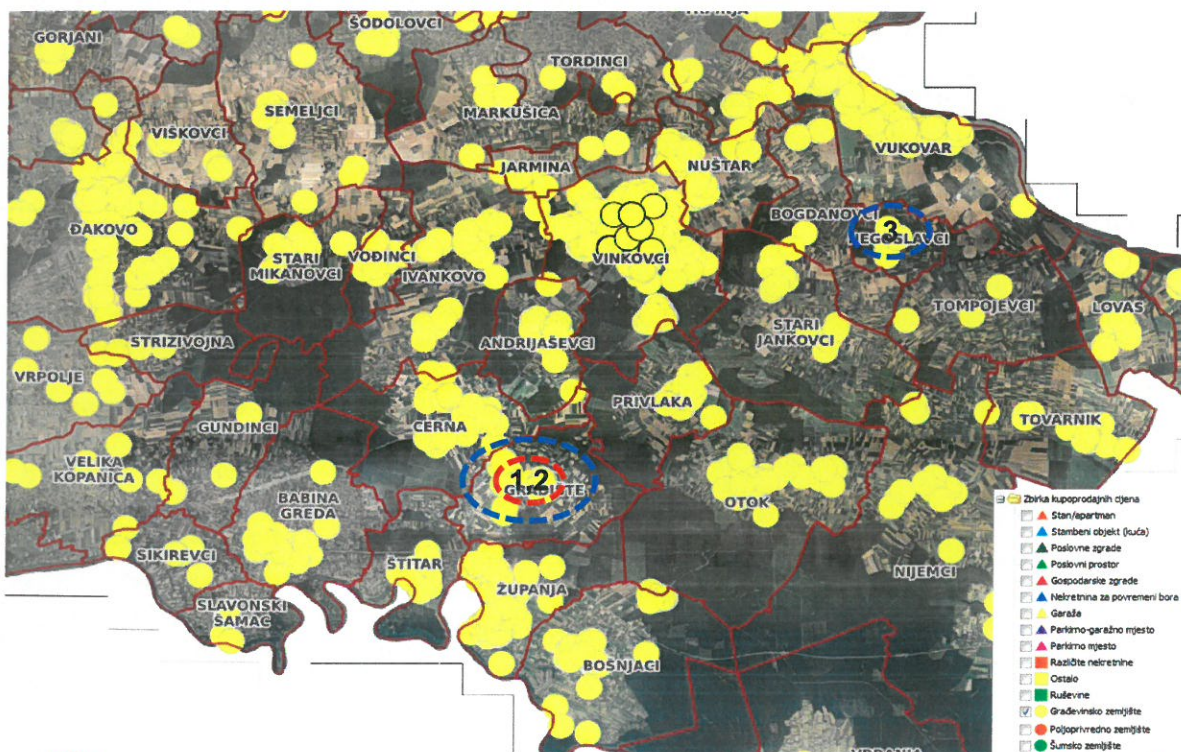 ŠODOLOVCI
GORJANI
TORDINCI
SEMELJCI
MARKUŠICA
VIŠKOVCI
VUKOVAR
JARMINA
NUŠTAR
BOGDANOVCI
ĐAKOVO
3
STARI
MIKANOVCI
VOĐINCI
IVANKOVO
VINKOVCI
TOMPOJEVCI
LOVAS
STRIZIVOJNA
ANDRIJAŠEVCI
STARI
JANKOVCI
VRPOLJE
PRIVLAKA
GUNDINCI
CERNA
TOVARNIK
VELIKA
KOPANICA
1,2
GRADIŠTE
BABINA
GREDA
OTOK
SIKIREVCI
ŠTITAR
NIJEMCI
ŽUPANJA
SLAVONSKI
ŠAMAC
BOŠNJACI
Zbirka kupoprodajnih cijena
Stan/apartman
Stambeni objekt (kuća)
Poslovne zgrade
Poslovni prostor
Gospodarske zgrade
Nekretnina za povremeni bora
Garaža
Parkirno-garažno mjesto
Parkirno mjesto
Različite nekretnine
Ostalo
Ruševine
Građevinsko zemljište
Poljoprivredno zemljište
Šumsko zemljište